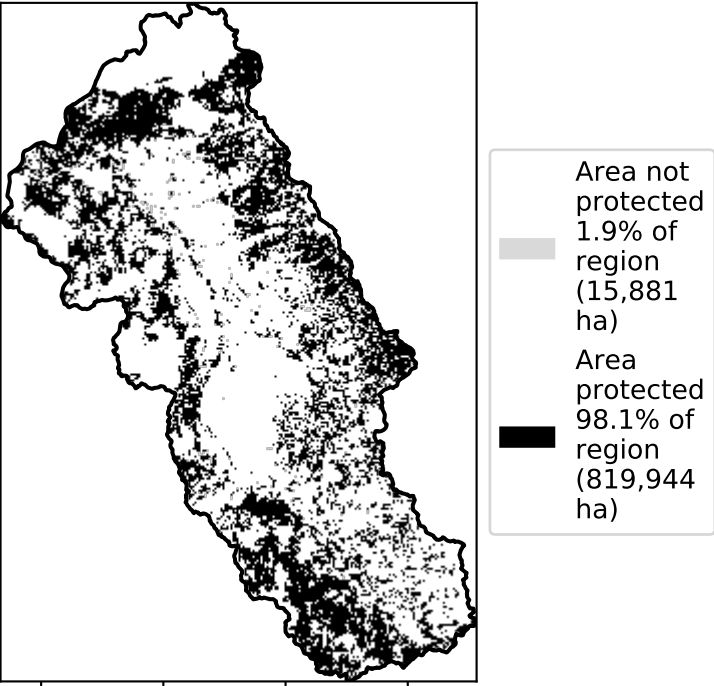 Area not
protected
1.9% of
region
(15,881
ha)
Area
protected
98.1% of
region
(819,944
ha)